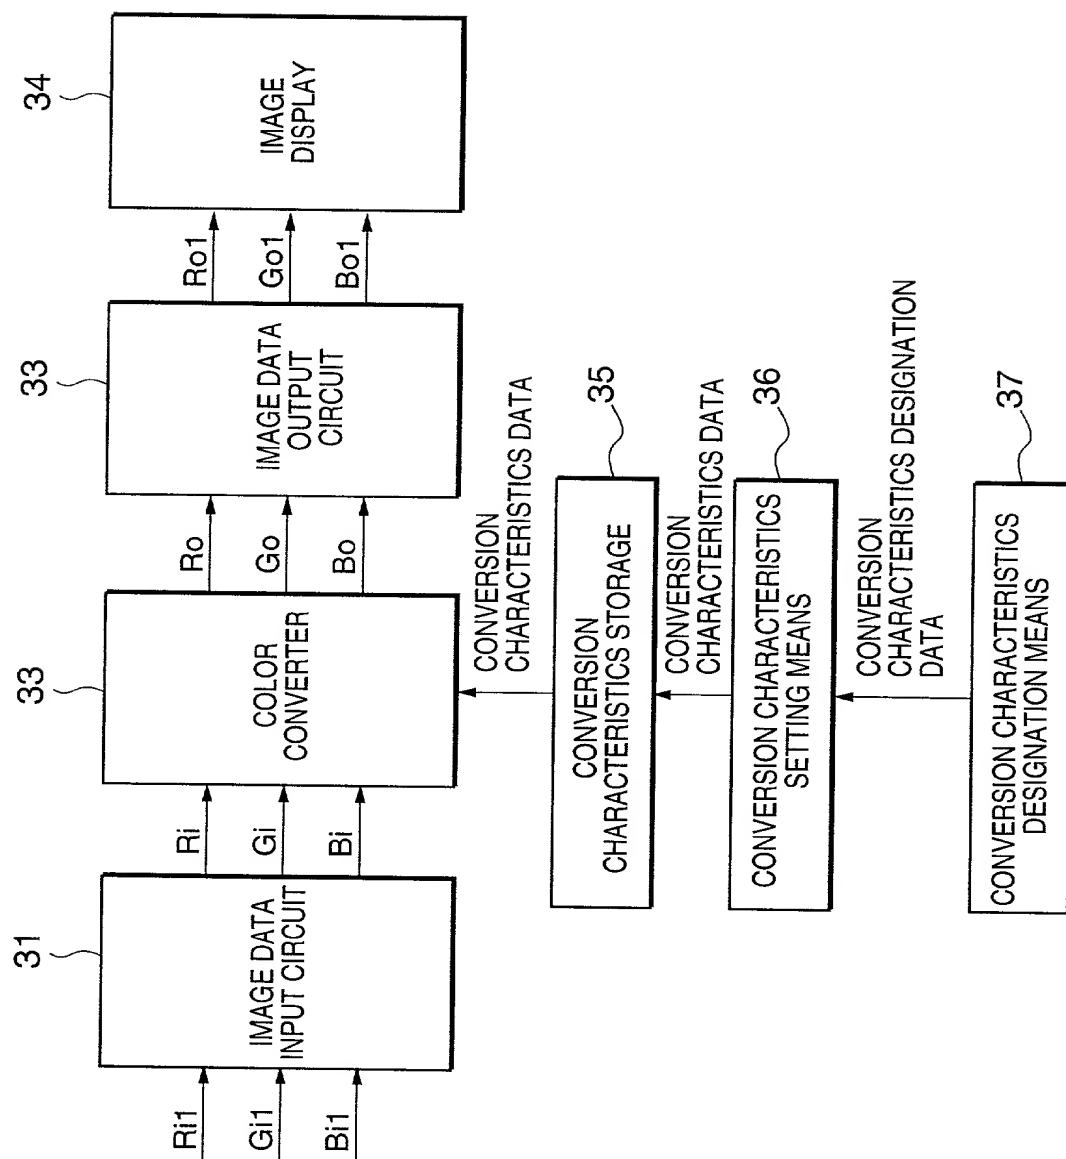 31
33
33
34
Ri1
Gi1
Bi1
IMAGE DATA
INPUT CIRCUIT
Ri
Gi
Bi
COLOR
CONVERTER
Ro
Go
Bo
IMAGE DATA
OUTPUT
CIRCUIT
Ro1
Go1
Bo1
IMAGE
DISPLAY
CONVERSION
CHARACTERISTICS DATA
35
CONVERSION
CHARACTERISTICS STORAGE
CONVERSION
CHARACTERISTICS DATA
36
CONVERSION CHARACTERISTICS
SETTING MEANS
CONVERSION
CHARACTERISTICS DESIGNATION
DATA
37
CONVERSION CHARACTERISTICS
DESIGNATION MEANS